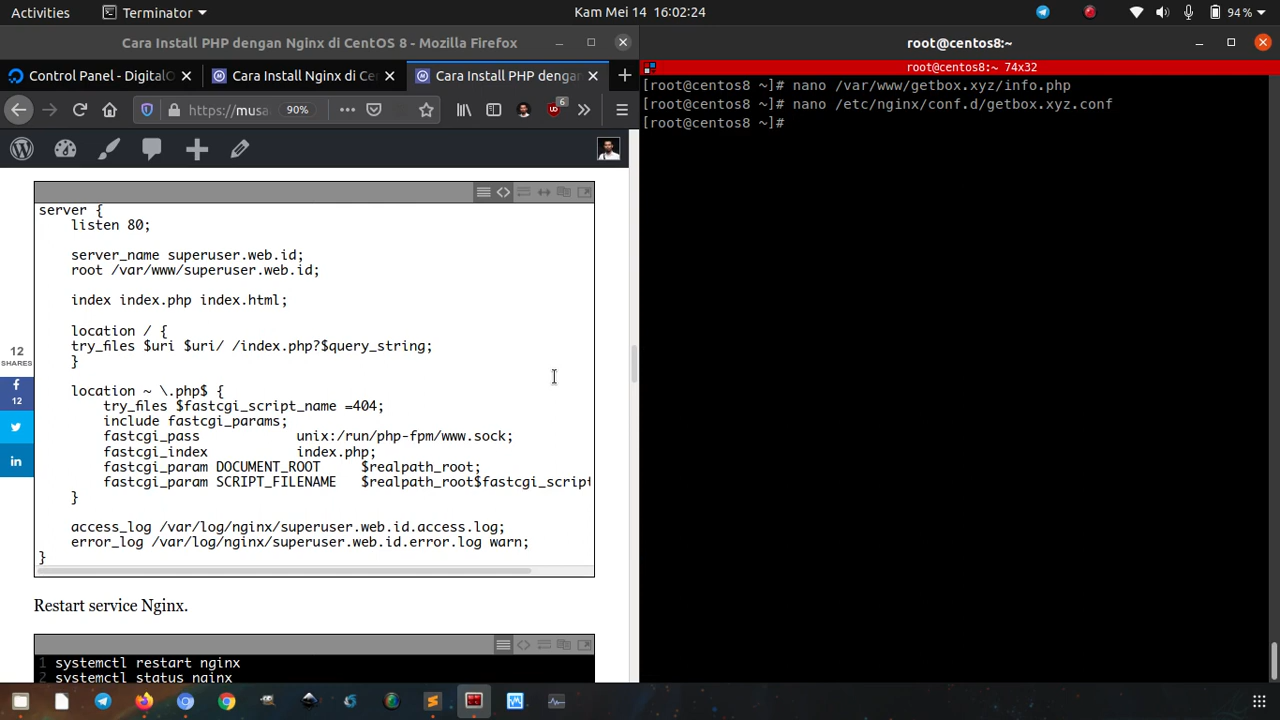 Activities
Terminator
Kam Mei 14 16:02:24
94%
Cara Install PHP dengan Nginx di CentOS 8 - Mozilla Firefox
Control Panel - DigitalO
Cara Install Nginx di Cen
Cara Install PHP dengan
https://musa
90%
6
12
SHARES
12
server {
listen 80;
server_name superuser.web.id;
root /var/www/superuser.web.id;
index index.php index.html;
location / {
try_files $uri $uri/ /index.php?$query_string;
}
location ~ \.php$ {
try_files $fastcgi_script_name =404;
include fastcgi_params;
fastcgi_pass unix:/run/php-fpm/www.sock;
fastcgi_index index.php;
fastcgi_param DOCUMENT_ROOT $realpath_root;
fastcgi_param SCRIPT_FILENAME $realpath_root$fastcgi_script
}
access_log /var/log/nginx/superuser.web.id.access.log;
error_log /var/log/nginx/superuser.web.id.error.log warn;
}
Restart service Nginx.
1 systemctl restart nginx
2 systemctl status nginx
root@centos8:~
root@centos8:~ 74x32
[root@centos8 ~]# nano /var/www/getbox.xyz/info.php
[root@centos8 ~]# nano /etc/nginx/conf.d/getbox.xyz.conf
[root@centos8 ~]#